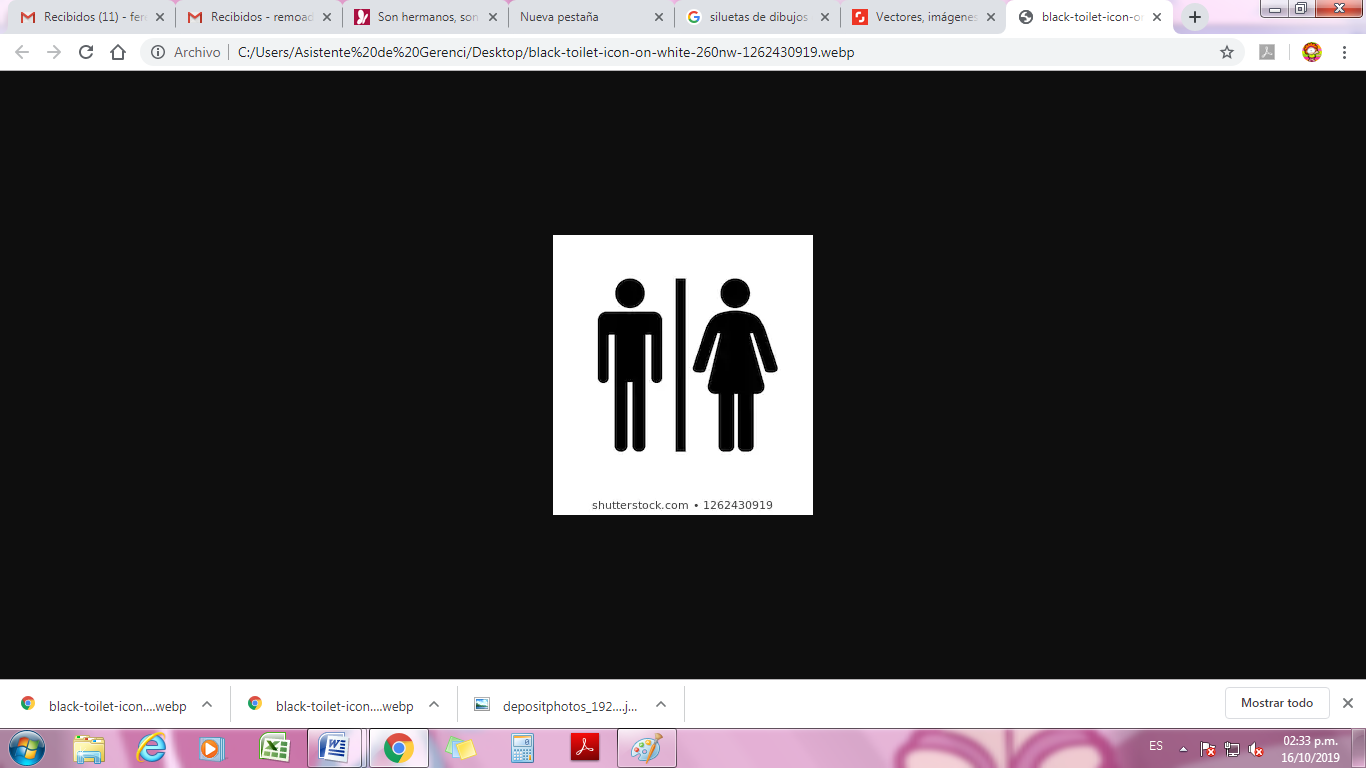 Recibidos (11) - fer
Recibidos - remoad
Son hermanos, son
Nueva pestaña
siluetas de dibujos
Vectores, imágenes
black-toilet-icon-o
Archivo
C:/Users/Asistente%20de%20Gerenci/Desktop/black-toilet-icon-on-white-260nw-1262430919.webp
shutterstock.com • 1262430919
black-toilet-icon....webp
black-toilet-icon....webp
depositphotos_192....j...
Mostrar todo
ES
02:33 p.m.
16/10/2019